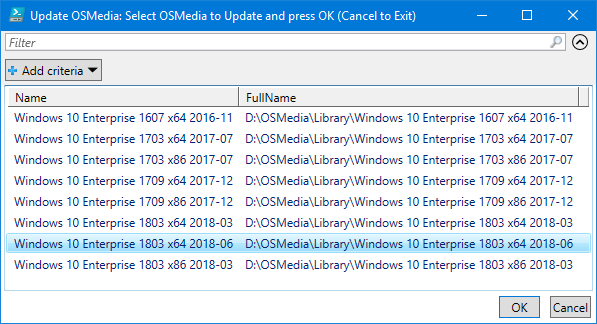 Update OSMedia: Select OSMedia to Update and press OK (Cancel to Exit)
Filter
Add criteria
Name FullName
Windows 10 Enterprise 1607 x64 2016-11 D:\OSMedia\Library\Windows 10 Enterprise 1607 x64 2016-11
Windows 10 Enterprise 1703 x64 2017-07 D:\OSMedia\Library\Windows 10 Enterprise 1703 x64 2017-07
Windows 10 Enterprise 1703 x86 2017-07 D:\OSMedia\Library\Windows 10 Enterprise 1703 x86 2017-07
Windows 10 Enterprise 1709 x64 2017-12 D:\OSMedia\Library\Windows 10 Enterprise 1709 x64 2017-12
Windows 10 Enterprise 1709 x86 2017-12 D:\OSMedia\Library\Windows 10 Enterprise 1709 x86 2017-12
Windows 10 Enterprise 1803 x64 2018-03 D:\OSMedia\Library\Windows 10 Enterprise 1803 x64 2018-03
Windows 10 Enterprise 1803 x64 2018-06 D:\OSMedia\Library\Windows 10 Enterprise 1803 x64 2018-06
Windows 10 Enterprise 1803 x86 2018-03 D:\OSMedia\Library\Windows 10 Enterprise 1803 x86 2018-03
OK Cancel